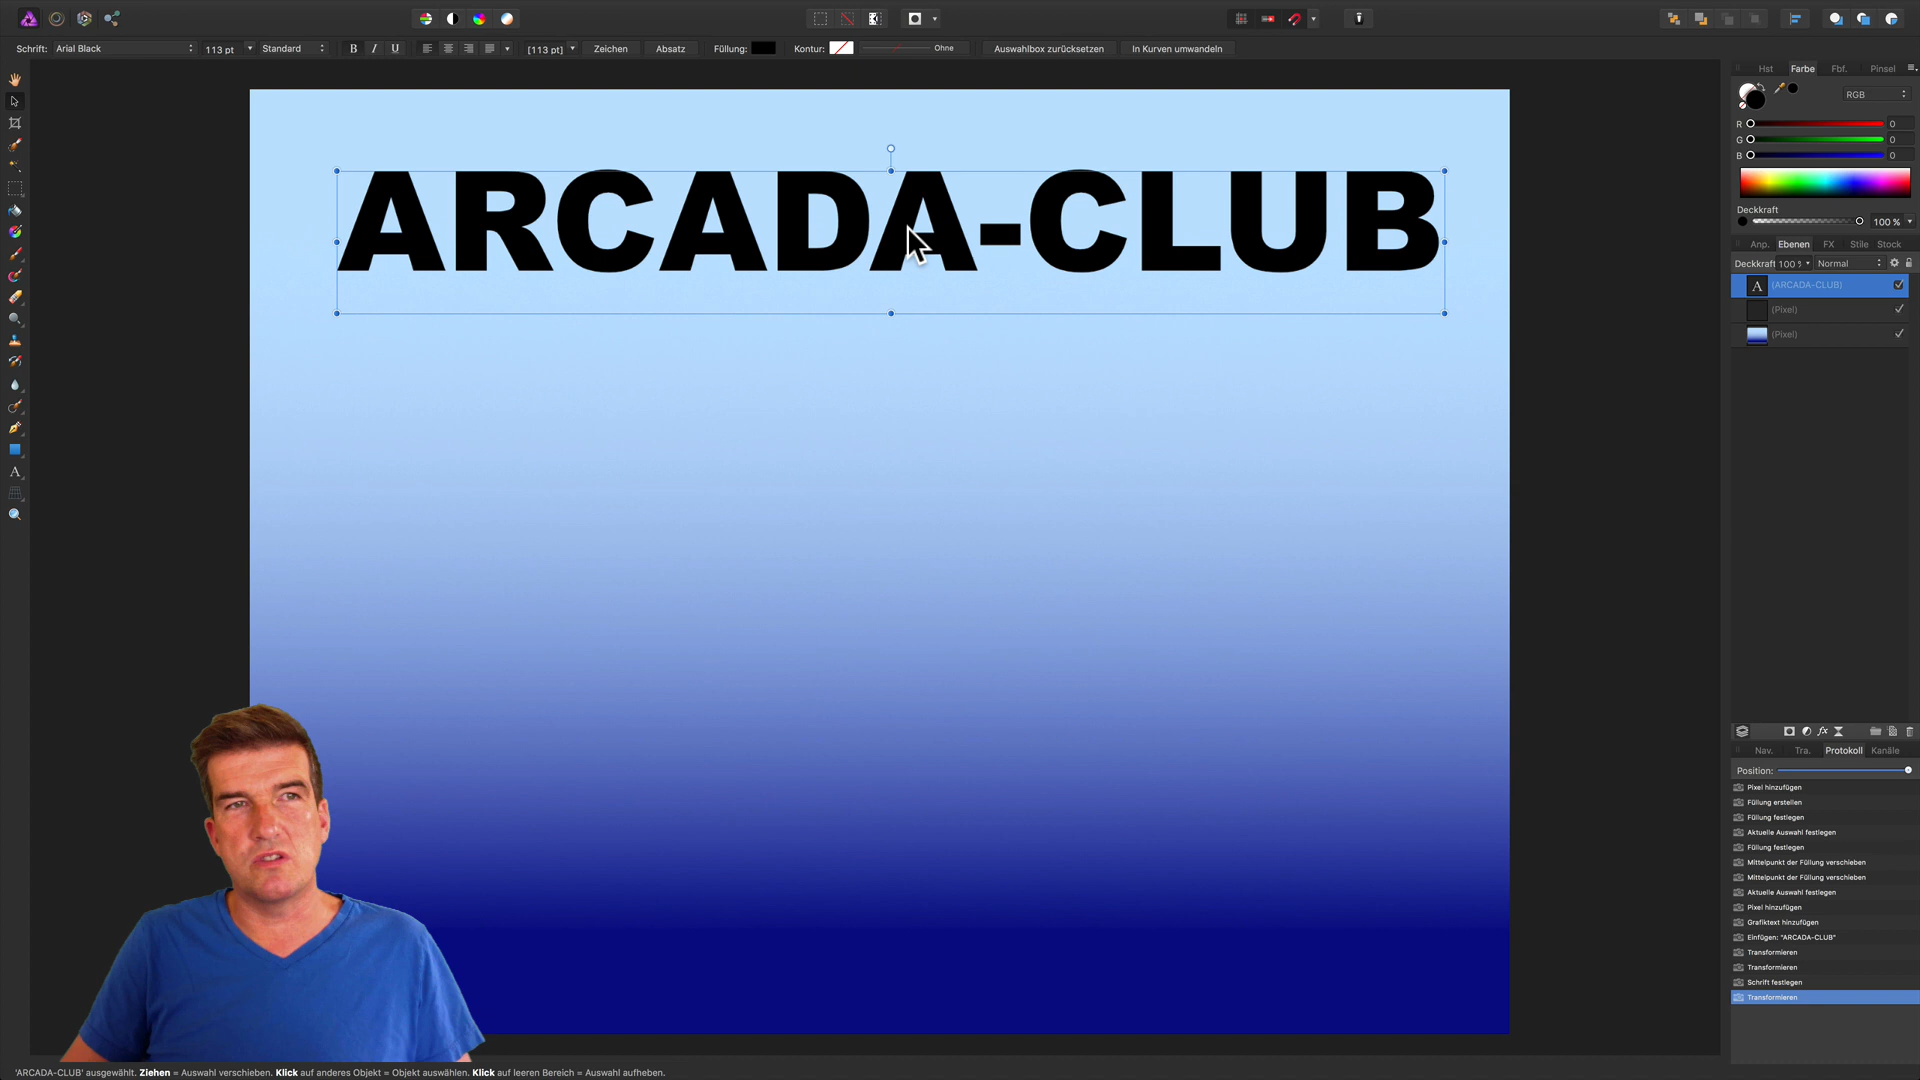 Schrift: Arial Black 113 pt Standard B I U [113 pt] Zeichen Absatz Füllung: Kontur: Ohne Auswahlbox zurücksetzen In Kurven umwandeln
Hst Farbe Fbf. Pinsel
RGB
R 0
G 0
B 0
Deckkraft
100 %
Anp. Ebenen FX Stile Stock
Deckkraft 100 % Normal
A (ARCADA-CLUB)
(Pixel)
(Pixel)
ARCADA-CLUB
A
Nav. Tra. Protokoll Kanäle
Position:
Pixel hinzufügen
Füllung erstellen
Füllung festlegen
Aktuelle Auswahl festlegen
Füllung festlegen
Mittelpunkt der Füllung verschieben
Mittelpunkt der Füllung verschieben
Aktuelle Auswahl festlegen
Pixel hinzufügen
Grafiktext hinzufügen
Einfügen: "ARCADA-CLUB"
Transformieren
Transformieren
Schrift festlegen
Transformieren
'ARCADA-CLUB' ausgewählt. Ziehen = Auswahl verschieben. Klick auf anderes Objekt = Objekt auswählen. Klick auf leeren Bereich = Auswahl aufheben.